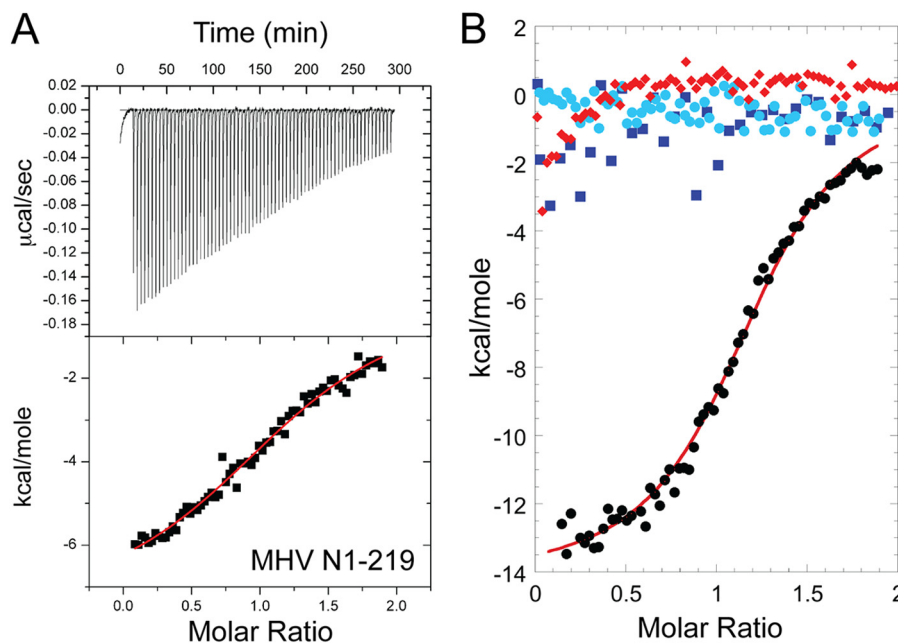 A
Time (min)
0 50 100 150 200 250 300
0.02
0.00
-0.02
-0.04
-0.06
-0.08
-0.10
-0.12
-0.14
-0.16
-0.18
µcal/sec
-2
-4
-6
kcal/mole
MHV N1-219
0.0 0.5 1.0 1.5 2.0
Molar Ratio
B
2
0
-2
-4
-6
-8
-10
-12
-14
kcal/mole
0 0.5 1 1.5 2
Molar Ratio